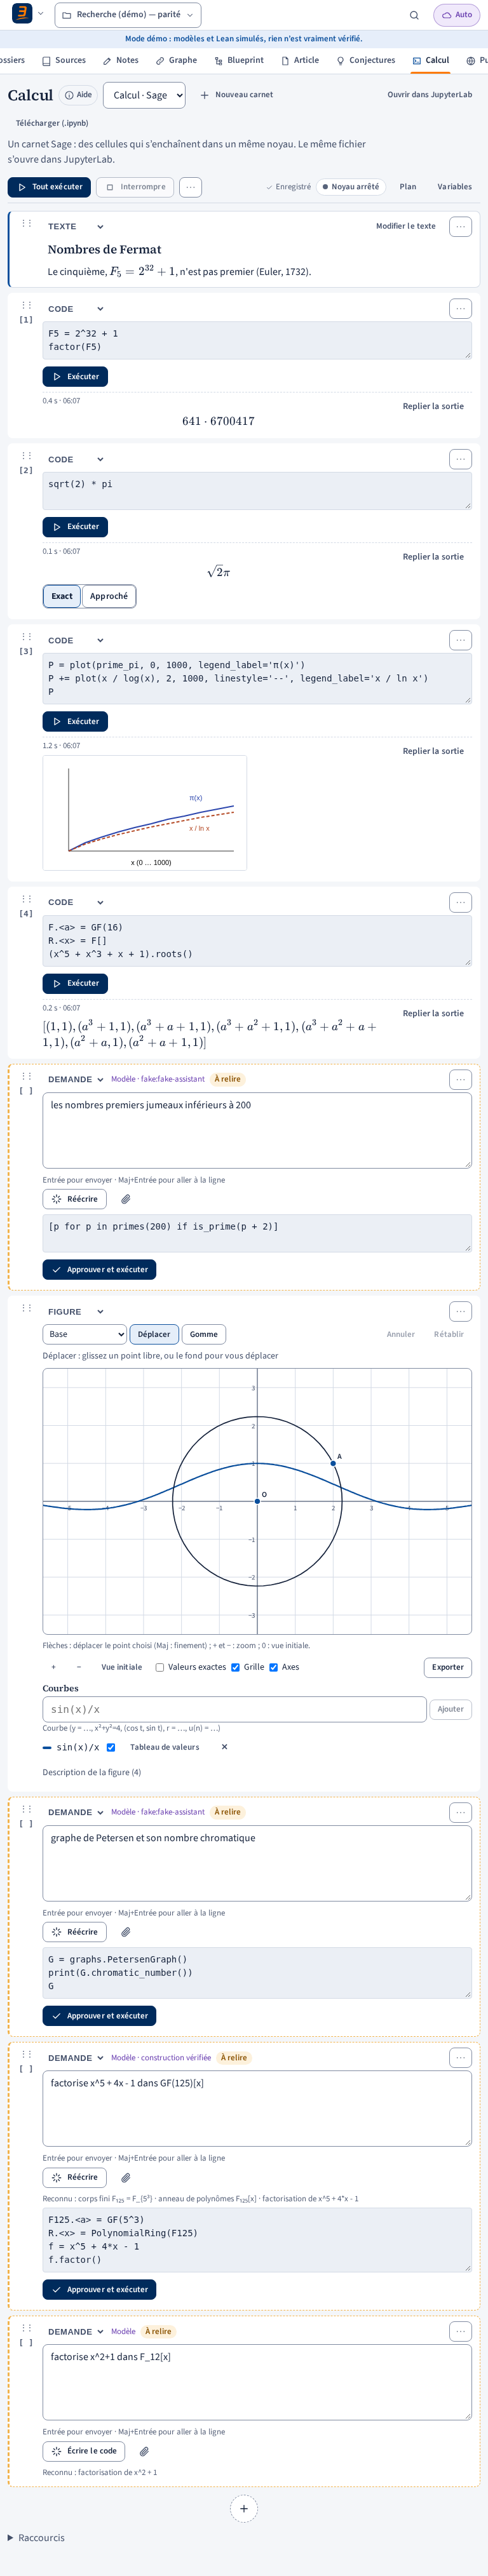 Recherche (démo) — parité
Auto
Mode démo : modèles et Lean simulés, rien n'est vraiment vérifié.
ossiers Sources Notes Graphe Blueprint Article Conjectures Calcul Pu
Calcul Aide Calcul · Sage Nouveau carnet Ouvrir dans JupyterLab
Télécharger (.ipynb)
Un carnet Sage : des cellules qui s'enchaînent dans un même noyau. Le même fichier
s'ouvre dans JupyterLab.
Tout exécuter Interrompre ··· Enregistré Noyau arrêté Plan Variables
TEXTE Modifier le texte ···
Nombres de Fermat
Le cinquième, F₅ = 2³² + 1, n'est pas premier (Euler, 1732).
CODE ···
[1]
F5 = 2^32 + 1
factor(F5)
Exécuter
0.4 s · 06:07 Replier la sortie
641 · 6700417
CODE ···
[2]
sqrt(2) * pi
Exécuter
0.1 s · 06:07 Replier la sortie
√2π
Exact Approché
CODE ···
[3]
P = plot(prime_pi, 0, 1000, legend_label='π(x)')
P += plot(x / log(x), 2, 1000, linestyle='--', legend_label='x / ln x')
P
Exécuter
1.2 s · 06:07 Replier la sortie
π(x)
x / ln x
x (0 … 1000)
CODE ···
[4]
F.<a> = GF(16)
R.<x> = F[]
(x^5 + x^3 + x + 1).roots()
Exécuter
0.2 s · 06:07 Replier la sortie
[(1, 1), (a³ + 1, 1), (a³ + a + 1, 1), (a³ + a² + 1, 1), (a³ + a² + a +
1, 1), (a² + a, 1), (a² + a + 1, 1)]
DEMANDE Modèle · fake:fake-assistant À relire ···
[ ]
les nombres premiers jumeaux inférieurs à 200
Entrée pour envoyer · Maj+Entrée pour aller à la ligne
Réécrire
[p for p in primes(200) if is_prime(p + 2)]
Approuver et exécuter
FIGURE ···
Base Déplacer Gomme Annuler Rétablir
Déplacer : glissez un point libre, ou le fond pour vous déplacer
3
2
1
A
O
−5 −4 −3 −2 −1 1 2 3 4 5
−1
−2
−3
Flèches : déplacer le point choisi (Maj : finement) ; + et − : zoom ; 0 : vue initiale.
+ − Vue initiale Valeurs exactes Grille Axes Exporter
Courbes
sin(x)/x Ajouter
Courbe (y = …, x²+y²=4, (cos t, sin t), r = …, u(n) = …)
sin(x)/x Tableau de valeurs ×
Description de la figure (4)
DEMANDE Modèle · fake:fake-assistant À relire ···
[ ]
graphe de Petersen et son nombre chromatique
Entrée pour envoyer · Maj+Entrée pour aller à la ligne
Réécrire
G = graphs.PetersenGraph()
print(G.chromatic_number())
G
Approuver et exécuter
DEMANDE Modèle · construction vérifiée À relire ···
[ ]
factorise x^5 + 4x - 1 dans GF(125)[x]
Entrée pour envoyer · Maj+Entrée pour aller à la ligne
Réécrire
Reconnu : corps fini F₁₂₅ = F_{5³} · anneau de polynômes F₁₂₅[x] · factorisation de x^5 + 4*x - 1
F125.<a> = GF(5^3)
R.<x> = PolynomialRing(F125)
f = x^5 + 4*x - 1
f.factor()
Approuver et exécuter
DEMANDE Modèle À relire ···
[ ]
factorise x^2+1 dans F_12[x]
Entrée pour envoyer · Maj+Entrée pour aller à la ligne
Écrire le code
Reconnu : factorisation de x^2 + 1
+
Raccourcis